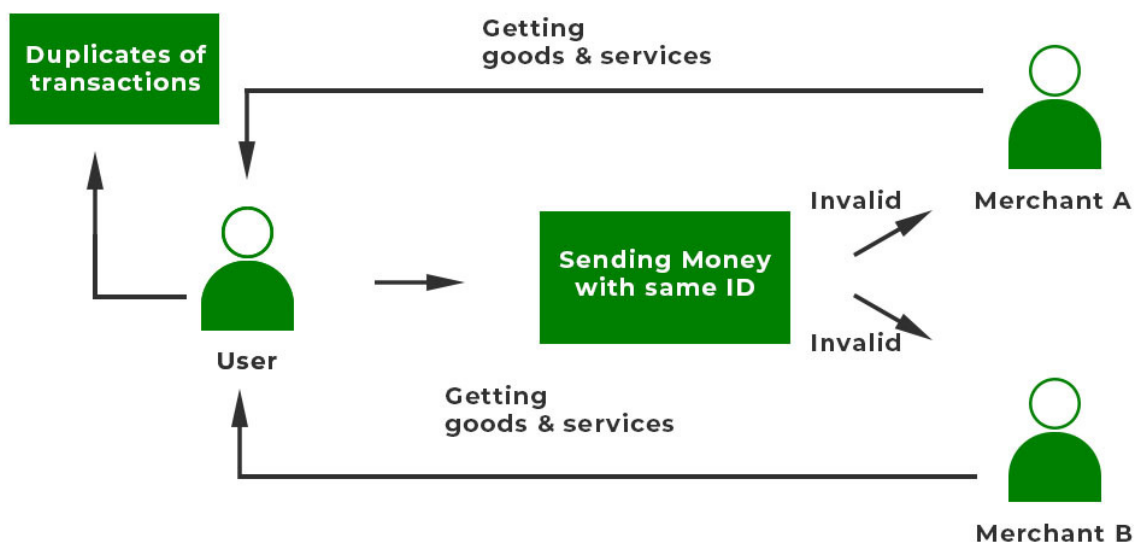 Duplicates of
transactions
Getting
goods & services
Invalid
Merchant A
Sending Money
with same ID
Invalid
User
Getting
goods & services
Merchant B